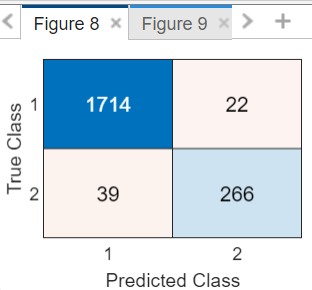 Figure 8 × Figure 9 ×
True Class
1 1714 22
2 39 266
1 2
Predicted Class